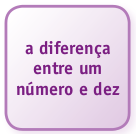 a diferença
entre um
número e dez